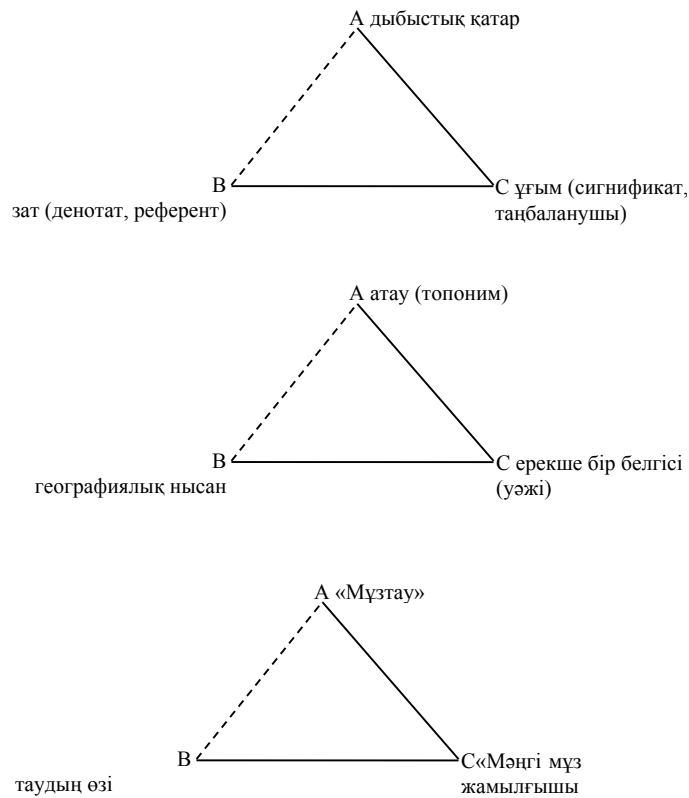 А дыбыстық қатар
В
С ұғым (сигнификат,
зат (денотат, референт)
таңбаланушы)
А атау (топоним)
В
С ерекше бір белгісі
географиялық нысан
(уәжі)
А «Мұзтау»
В
С«Мәңгі мұз
таудың өзі
жамылғышы